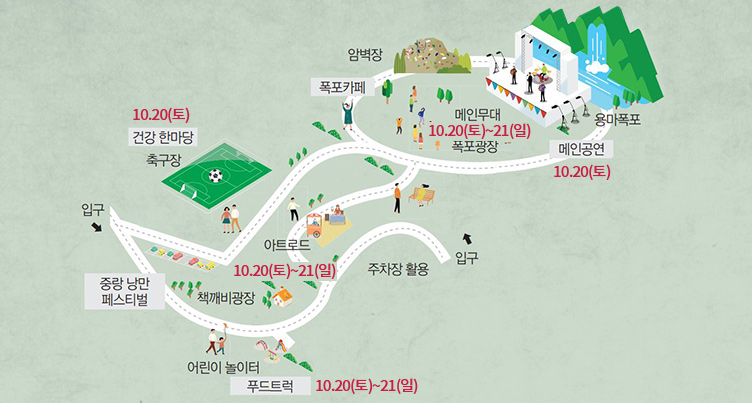 암벽장
폭포카페
10.20(토)
건강 한마당
축구장
메인무대
10.20(토)~21(일)
폭포광장
용마폭포
메인공연
10.20(토)
입구
아트로드
10.20(토)~21(일)
주차장 활용
입구
중랑 낭만
페스티벌
책깨비광장
어린이 놀이터
푸드트럭
10.20(토)~21(일)